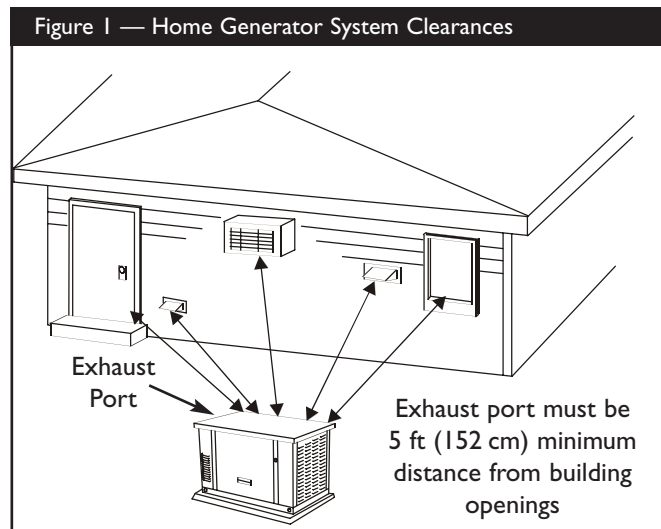 Figure 1 — Home Generator System Clearances
Exhaust
Port
Exhaust port must be
5 ft (152 cm) minimum
distance from building
openings